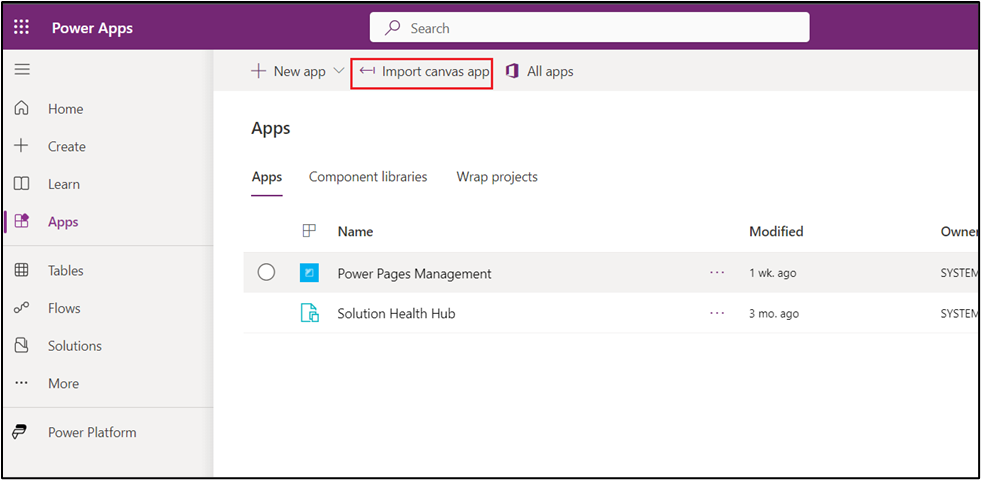 Power Apps
Search
New app
Import canvas app
All apps
Home
Create
Learn
Apps
Tables
Flows
Solutions
More
Power Platform
Apps
Apps Component libraries Wrap projects
Name Modified Owner
Power Pages Management ... 1 wk. ago SYSTEM
Solution Health Hub ... 3 mo. ago SYSTEM